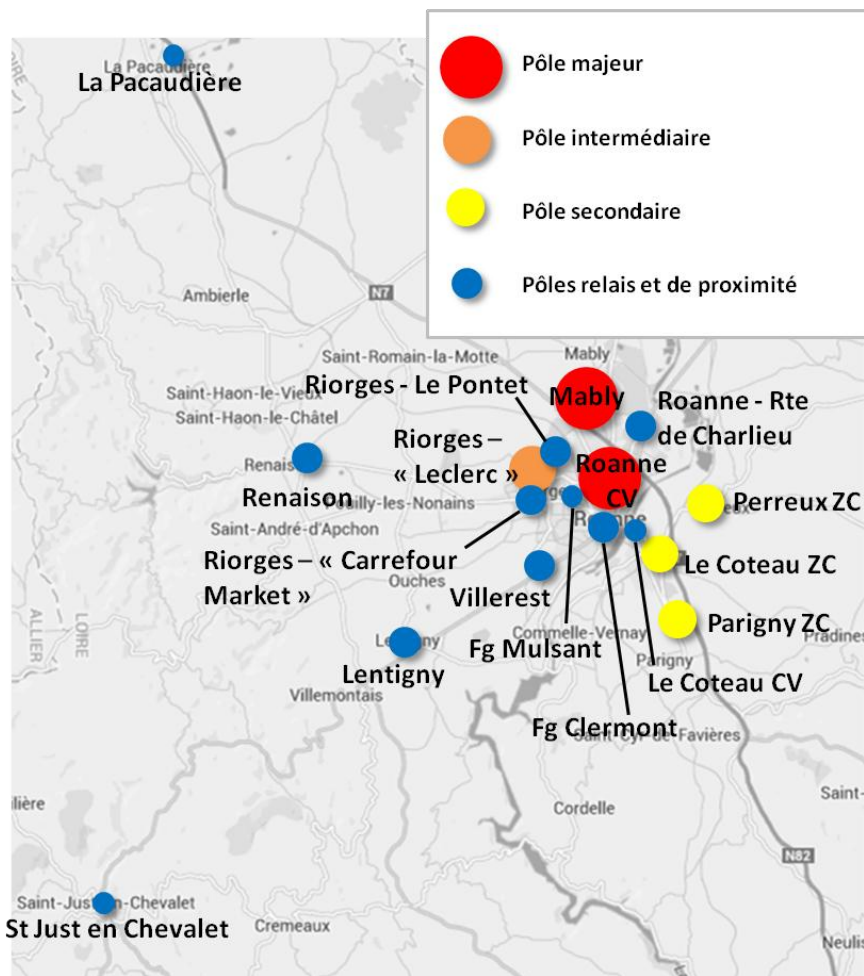 La Pacaudière
La Pacaudière
Pôle majeur
Pôle intermédiaire
Pôle secondaire
Pôles relais et de proximité
Ambierle
N7
Saint-Romain-la-Motte
Mably
Riorges - Le Pontet
Mably
Roanne - Rte
de Charlieu
Saint-Haon-le-Vieux
Saint-Haon-le-Châtel
Riorges –
« Leclerc »
Roanne
CV
Renaison
Pouilly-les-Nonains
Perreux ZC
Saint-André-d'Apchon
Riorges – « Carrefour
Market »
Ouches
Villerest
Le Coteau ZC
ALLIER
LOIRE
Lentigny
Fg Mulsant
Commelle-Vernay
Parigny ZC
Pradines
Parigny
Le Coteau CV
Villemontais
Fg Clermont
Saint-Cyr-de-Favières
Cordelle
Saint-
N82
Saint-Just-en-Chevalet
St Just en Chevalet
Cremeaux
Neulis